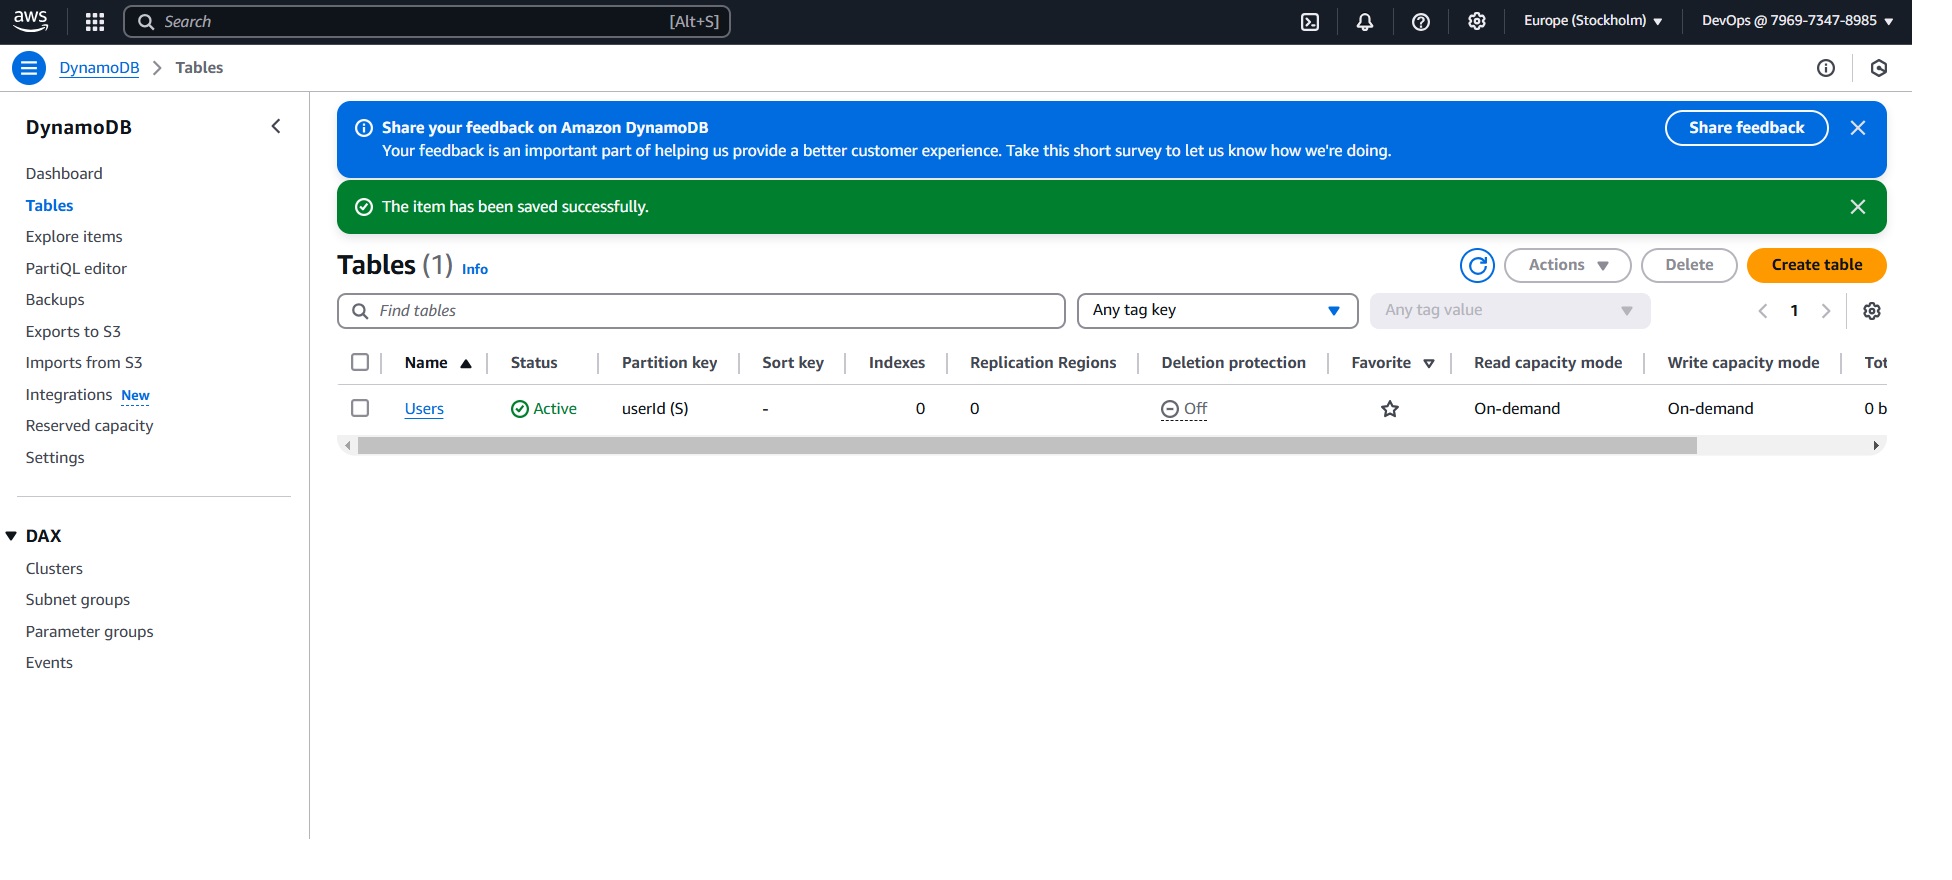 aws
Search [Alt+S]
Europe (Stockholm)
DevOps @ 7969-7347-8985
DynamoDB > Tables
DynamoDB
Dashboard
Tables
Explore items
PartiQL editor
Backups
Exports to S3
Imports from S3
Integrations New
Reserved capacity
Settings
DAX
Clusters
Subnet groups
Parameter groups
Events
Share your feedback on Amazon DynamoDB
Your feedback is an important part of helping us provide a better customer experience. Take this short survey to let us know how we're doing.
Share feedback
The item has been saved successfully.
Tables (1) Info
Actions
Delete
Create table
Find tables
Any tag key
Any tag value
1
Name Status Partition key Sort key Indexes Replication Regions Deletion protection Favorite Read capacity mode Write capacity mode Tot
Users Active userId (S) - 0 0 Off On-demand On-demand 0 b